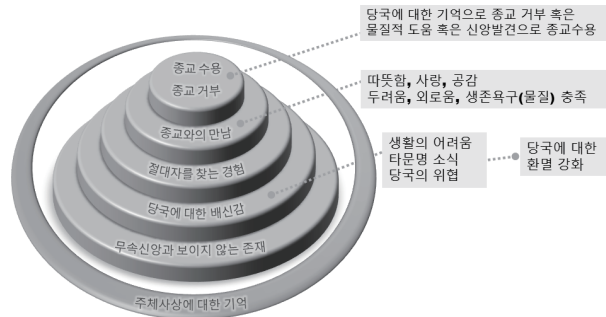 당국에 대한 기억으로 종교 거부 혹은
물질적 도움 혹은 신앙발견으로 종교수용
종교 수용
종교 거부
따뜻함, 사랑, 공감
두려움, 외로움, 생존욕구(물질) 충족
종교와의 만남
생활의 어려움
타문명 소식
당국의 위협
당국에 대한
환멸 강화
절대자를 찾는 경험
당국에 대한 배신감
무속신앙과 보이지 않는 존재
주체사상에 대한 기억